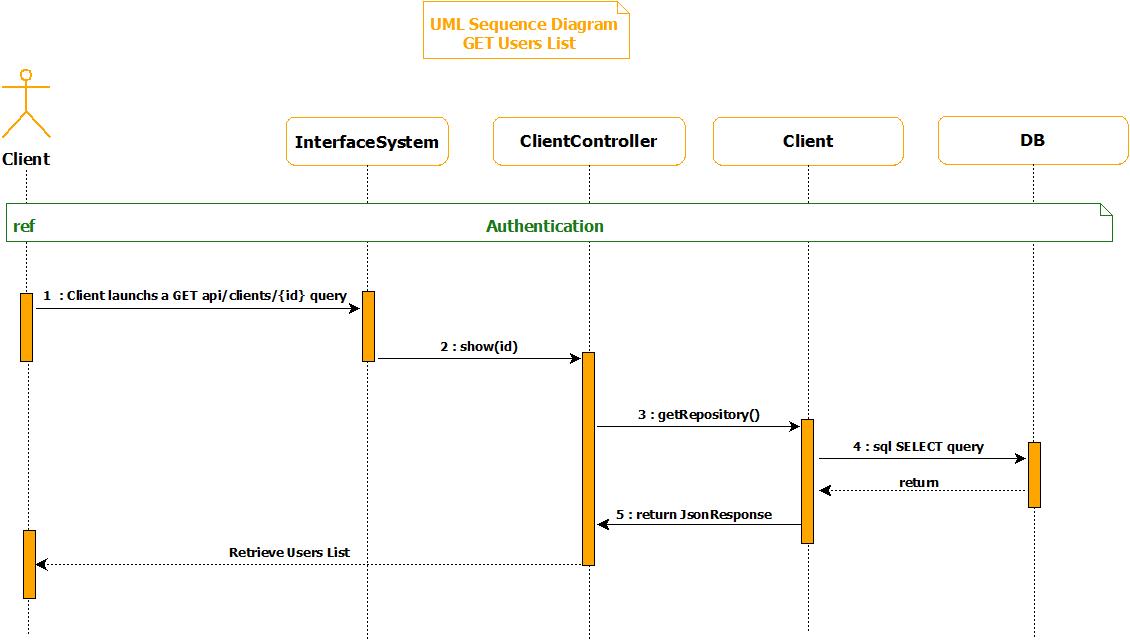 UML Sequence Diagram
GET Users List
Client
InterfaceSystem
ClientController
Client
DB
ref
Authentication
1 : Client launchs a GET api/clients/{id} query
2 : show(id)
3 : getRepository()
4 : sql SELECT query
return
5 : return JsonResponse
Retrieve Users List